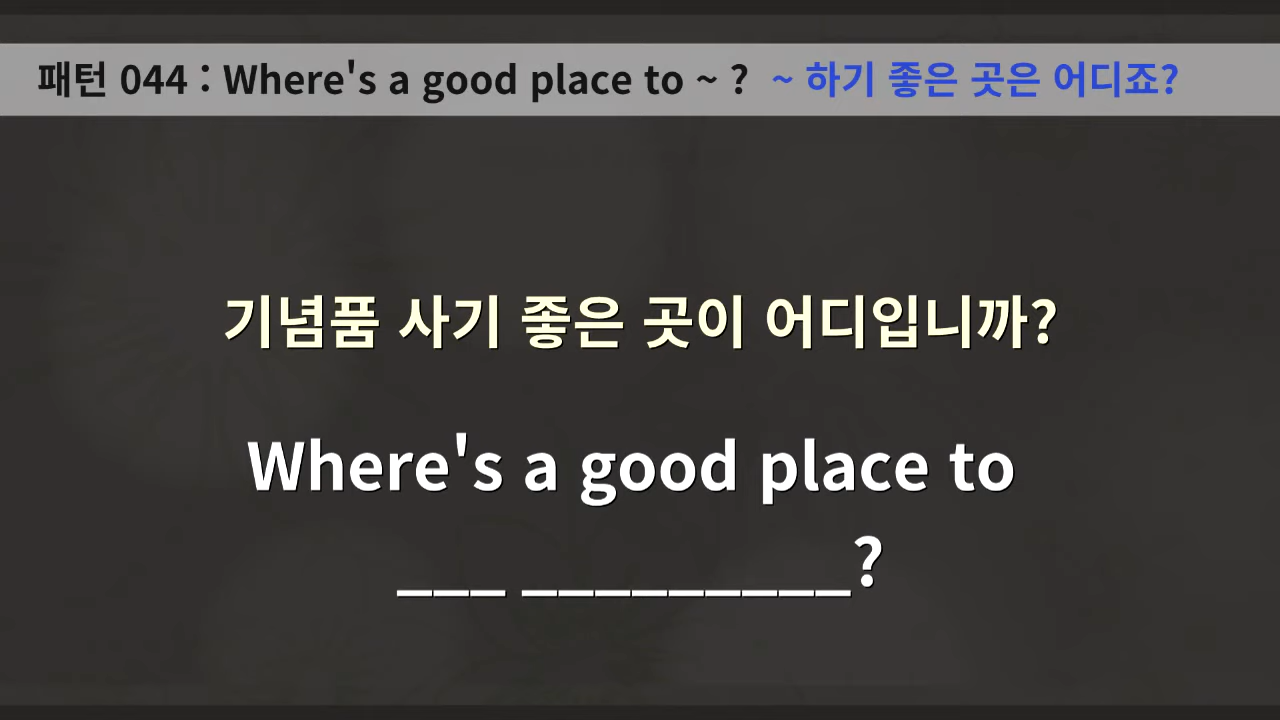 패턴 044 : Where's a good place to ~ ? ~ 하기 좋은 곳은 어디죠?
기념품 사기 좋은 곳이 어디입니까?
Where's a good place to
___ _________?